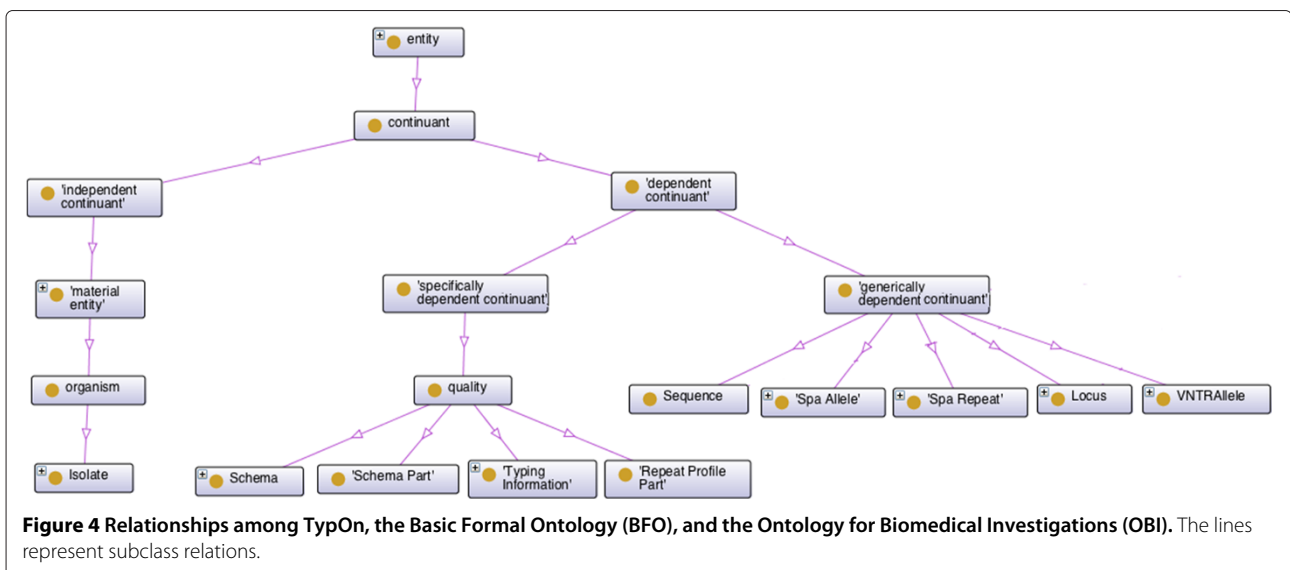 entity
continuant
'independent
continuant'
'dependent
continuant'
'material
entity'
'specifically
dependent continuant'
'generically
dependent continuant'
organism
quality
Sequence
'Spa Allele'
'Spa Repeat'
Locus
VNTRAllele
Isolate
Schema
'Schema Part'
'Typing
Information'
'Repeat Profile
Part'
Figure 4 Relationships among TypOn, the Basic Formal Ontology (BFO), and the Ontology for Biomedical Investigations (OBI). The lines
represent subclass relations.